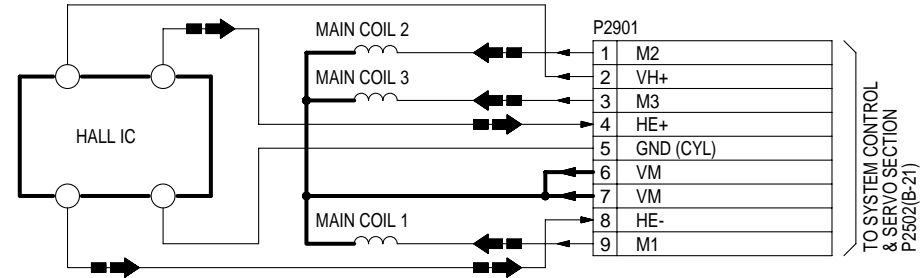 MAIN COIL 2
P2901
1 M2
2 VH+
MAIN COIL 3
3 M3
4 HE+
HALL IC
5 GND (CYL)
6 VM
7 VM
MAIN COIL 1
8 HE-
9 M1
TO SYSTEM CONTROL
& SERVO SECTION
P2502(B-21)